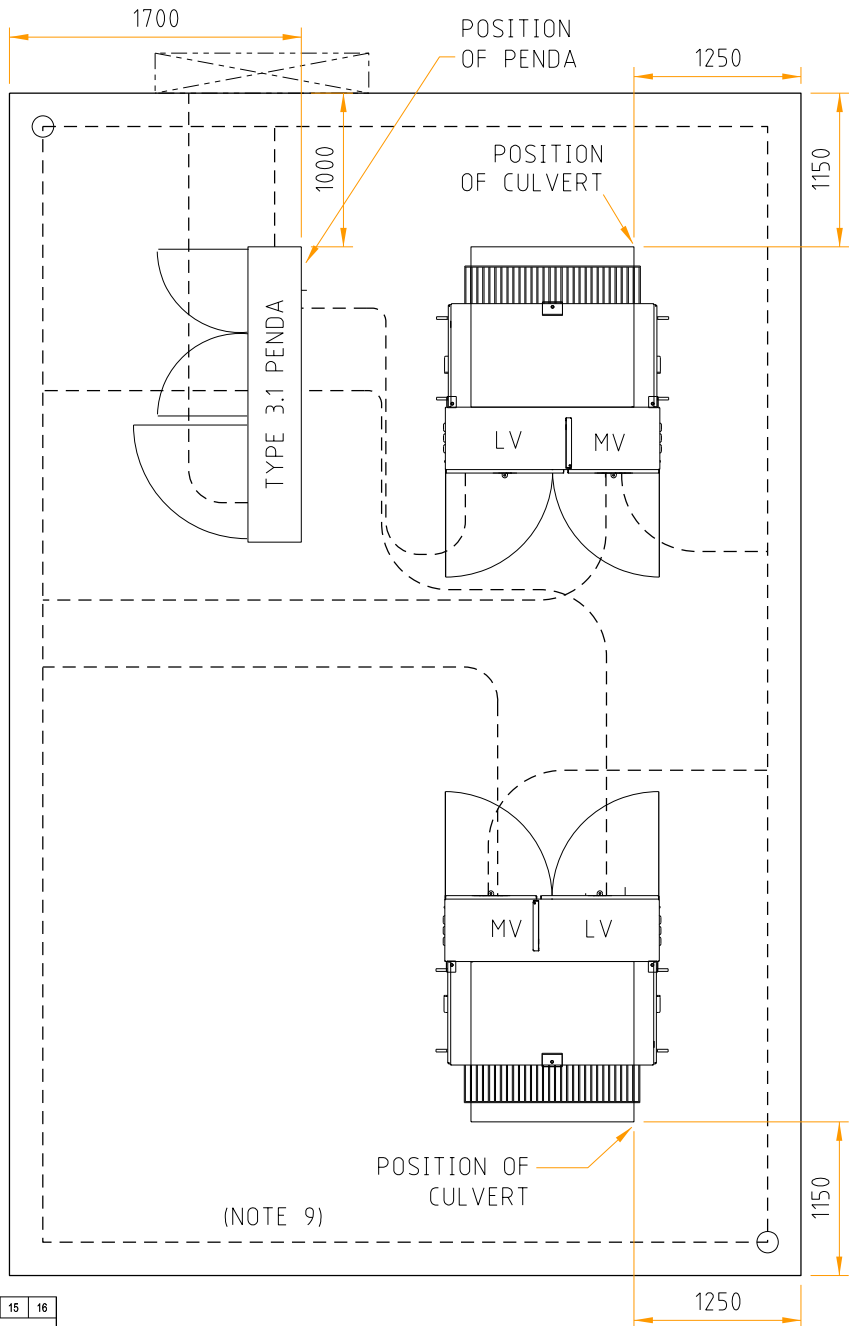 1700
POSITION
OF PENDA
1250
1000
1150
POSITION
OF CULVERT
TYPE 3.1 PENDA
LV
MV
MV
LV
POSITION OF
CULVERT
1150
(NOTE 9)
15 16
1250